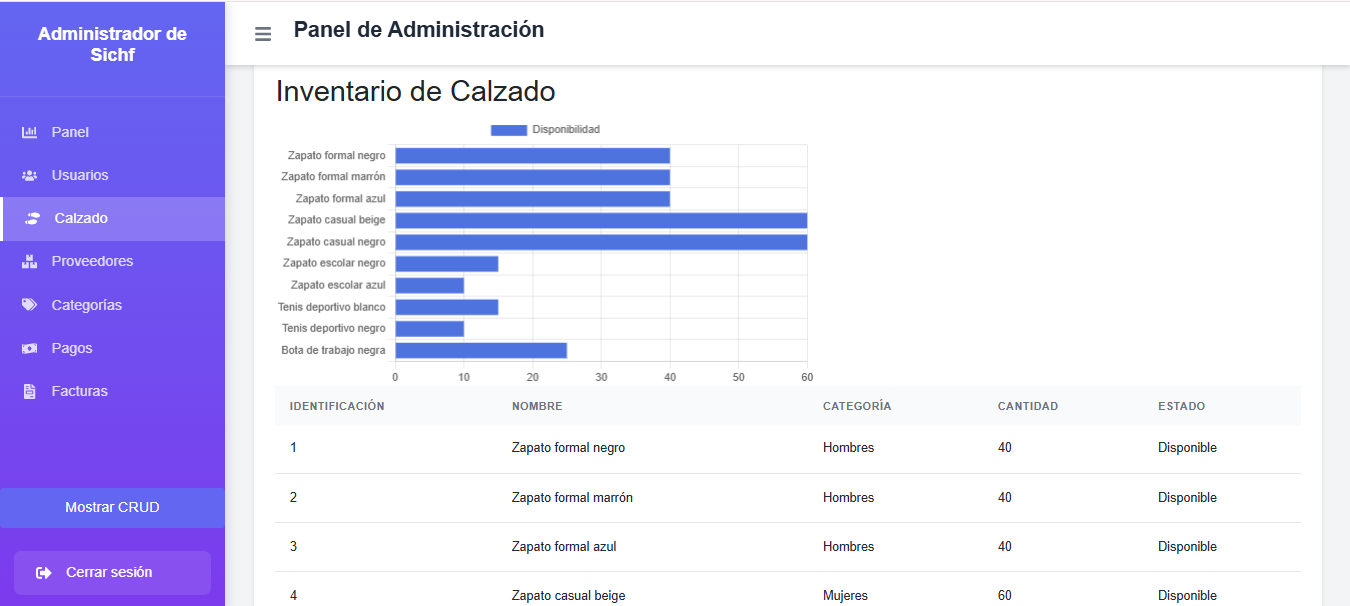 Administrador de
Sichf
Panel
Usuarios
Calzado
Proveedores
Categorías
Pagos
Facturas
Mostrar CRUD
Cerrar sesión
Panel de Administración
Inventario de Calzado
Disponibilidad
Zapato formal negro
Zapato formal marrón
Zapato formal azul
Zapato casual beige
Zapato casual negro
Zapato escolar negro
Zapato escolar azul
Tenis deportivo blanco
Tenis deportivo negro
Bota de trabajo negra
0 10 20 30 40 50 60
IDENTIFICACIÓN NOMBRE CATEGORÍA CANTIDAD ESTADO
1 Zapato formal negro Hombres 40 Disponible
2 Zapato formal marrón Hombres 40 Disponible
3 Zapato formal azul Hombres 40 Disponible
4 Zapato casual beige Mujeres 60 Disponible